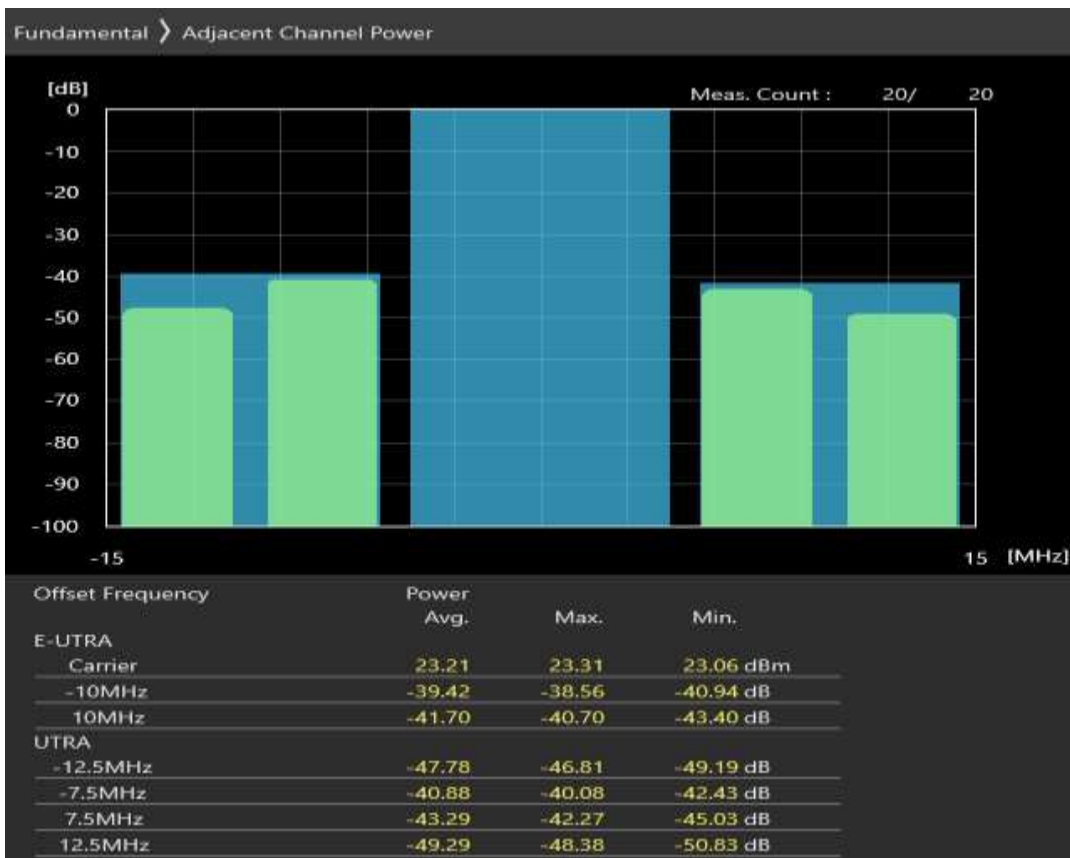 Fundamental ❯ Adjacent Channel Power
[dB]
Meas. Count : 20/ 20
0
-10
-20
-30
-40
-50
-60
-70
-80
-90
-100
-15 15 [MHz]
Offset Frequency Power
Avg. Max. Min.
E-UTRA
Carrier 23.21 23.31 23.06 dBm
-10MHz -39.42 -38.56 -40.94 dB
10MHz -41.70 -40.70 -43.40 dB
UTRA
-12.5MHz -47.78 -46.81 -49.19 dB
-7.5MHz -40.88 -40.08 -42.43 dB
7.5MHz -43.29 -42.27 -45.03 dB
12.5MHz -49.29 -48.38 -50.83 dB